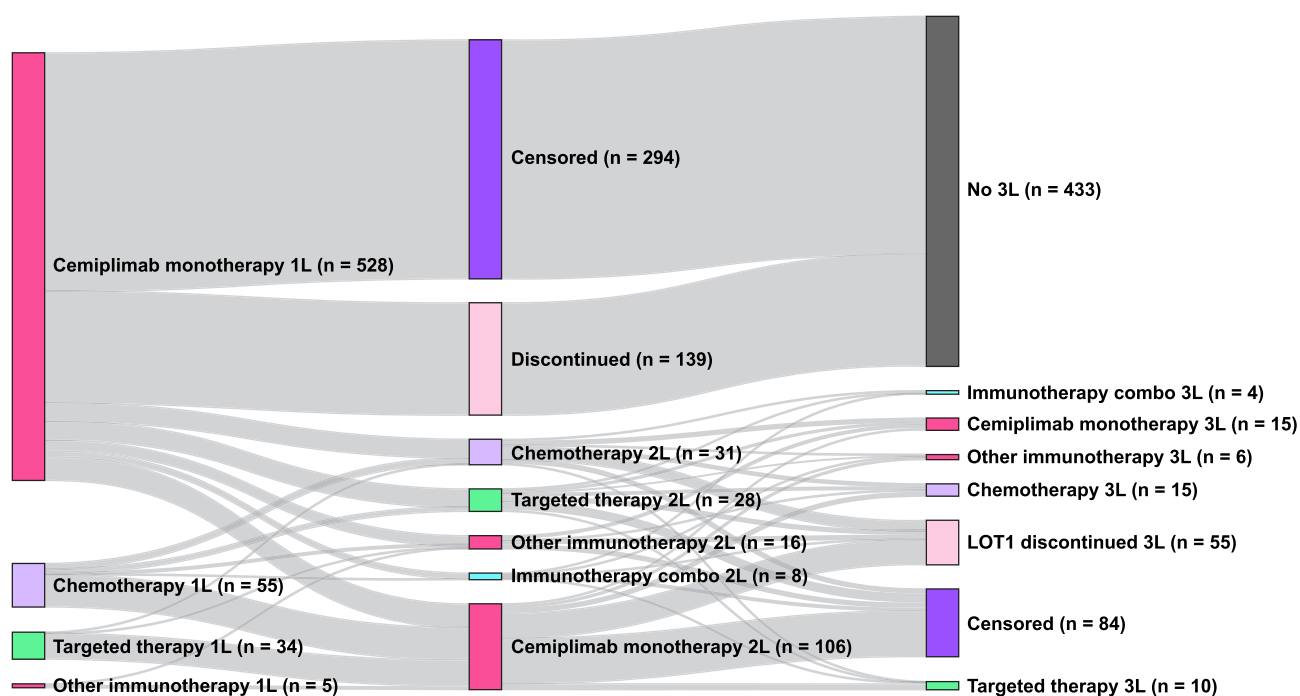 Cemiplimab monotherapy 1L (n = 528)
Chemotherapy 1L (n = 55)
Targeted therapy 1L (n = 34)
Other immunotherapy 1L (n = 5)
Censored (n = 294)
Discontinued (n = 139)
Chemotherapy 2L (n = 31)
Targeted therapy 2L (n = 28)
Other immunotherapy 2L (n = 16)
Immunotherapy combo 2L (n = 8)
Cemiplimab monotherapy 2L (n = 106)
No 3L (n = 433)
Immunotherapy combo 3L (n = 4)
Cemiplimab monotherapy 3L (n = 15)
Other immunotherapy 3L (n = 6)
Chemotherapy 3L (n = 15)
LOT1 discontinued 3L (n = 55)
Censored (n = 84)
Targeted therapy 3L (n = 10)